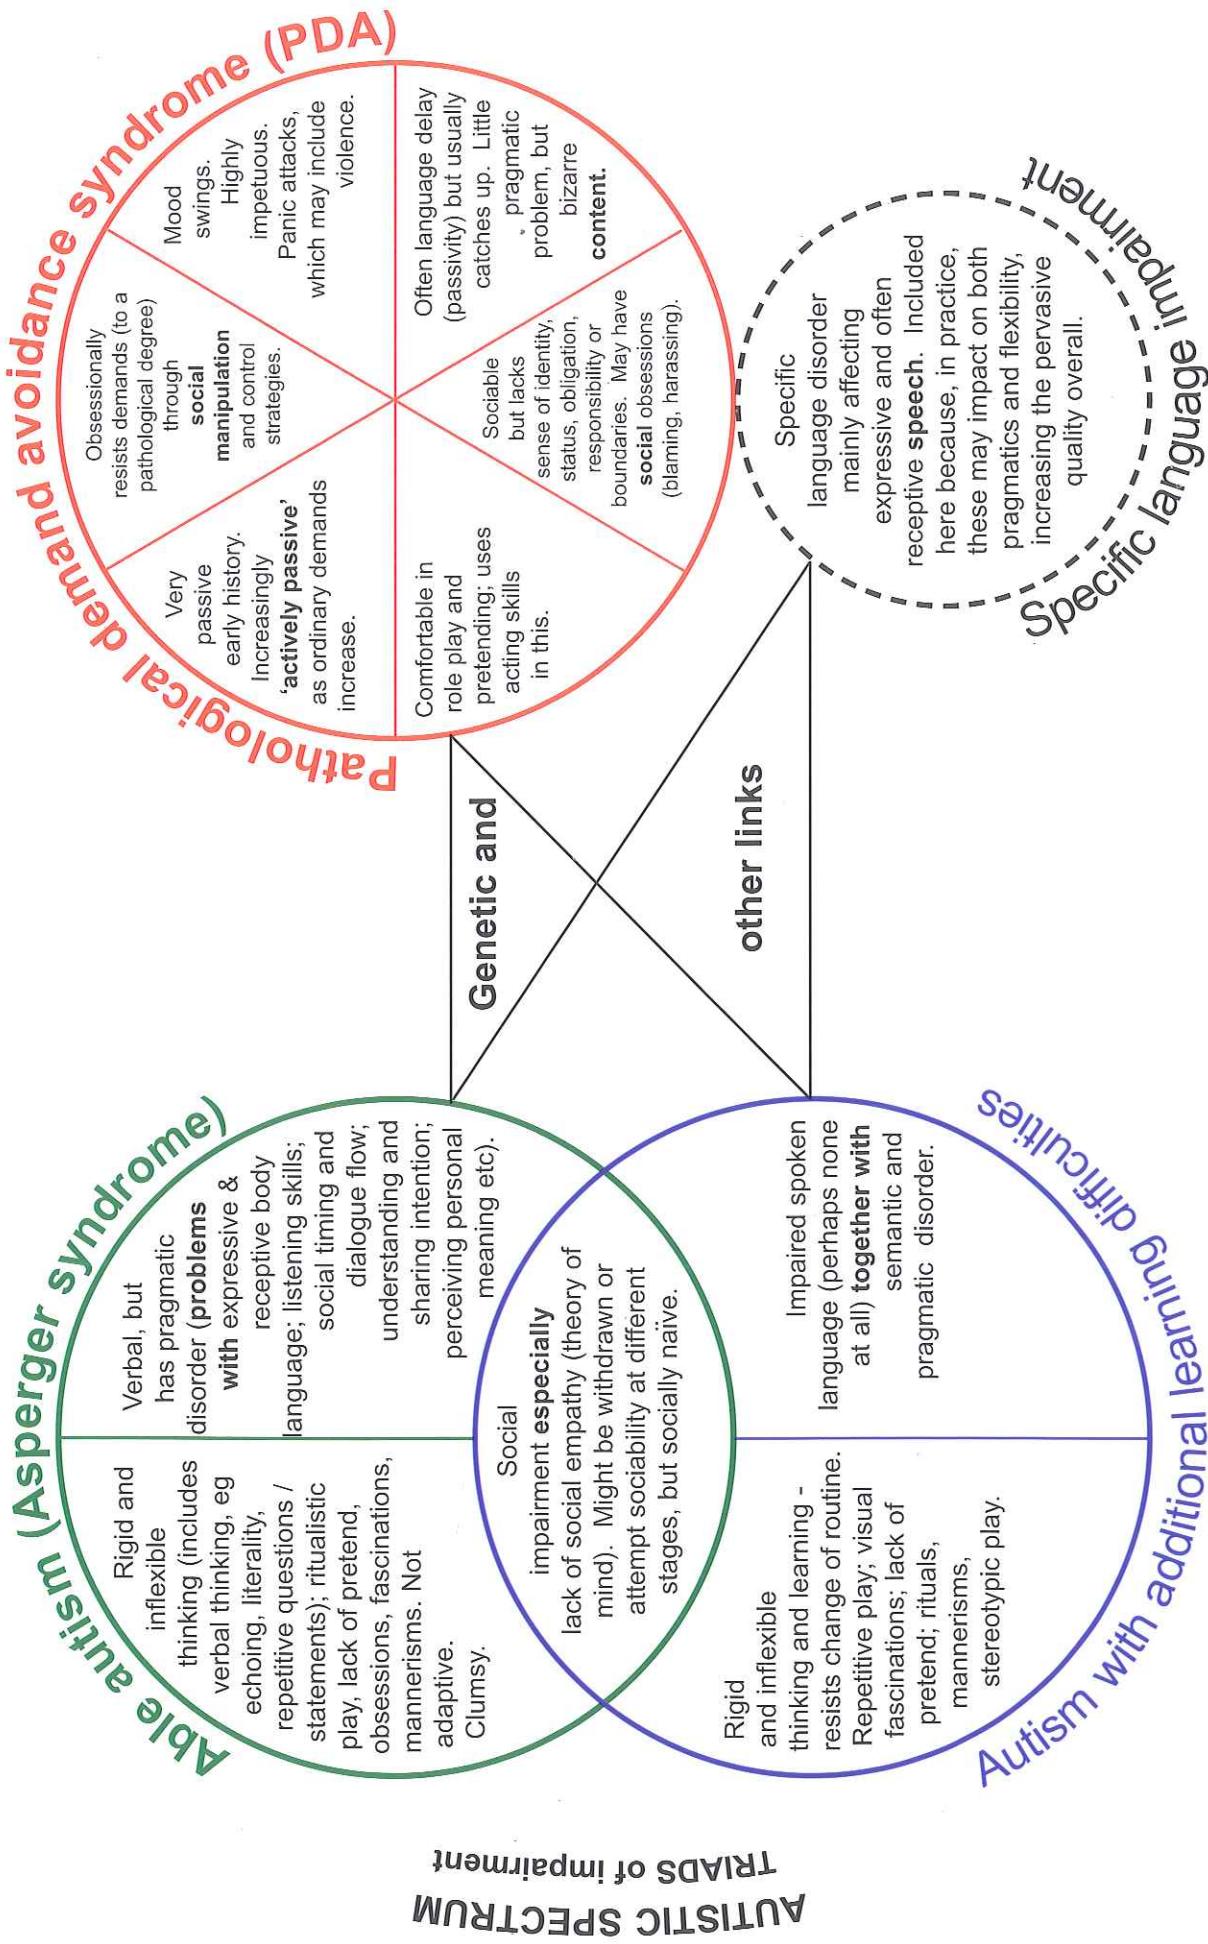 AUTISTIC SPECTRUM
TRIADS of impairment
Able autism (Asperger syndrome)
Rigid and
inflexible
thinking (includes
verbal thinking, eg
echoing, literality,
repetitive questions /
statements); ritualistic
play, lack of pretend,
obsessions, fascinations,
mannerisms. Not
adaptive.
Clumsy.
Verbal, but
has pragmatic
disorder (problems
with expressive &
receptive body
language; listening skills;
social timing and
dialogue flow;
understanding and
sharing intention;
perceiving personal
meaning etc).
Social
impairment especially
lack of social empathy (theory of
mind). Might be withdrawn or
attempt sociability at different
stages, but socially naïve.
Rigid
and inflexible
thinking and learning -
resists change of routine.
Repetitive play; visual
fascinations; lack of
pretend; rituals,
mannerisms,
stereotypic play.
Impaired spoken
language (perhaps none
at all) together with
semantic and
pragmatic disorder.
Autism with additional learning difficulties
Genetic and
other links
Pathological demand avoidance syndrome (PDA)
Very
passive
early history.
Increasingly
‘actively passive’
as ordinary demands
increase.
Obsessionally
resists demands (to a
pathological degree)
through
social
manipulation
and control
strategies.
Mood
swings.
Highly
impetuous.
Panic attacks,
which may include
violence.
Comfortable in
role play and
pretending; uses
acting skills
in this.
Sociable
but lacks
sense of identity,
status, obligation,
responsibility or
boundaries. May have
social obsessions
(blaming, harassing).
Often language delay
(passivity) but usually
catches up. Little
pragmatic
problem, but
bizarre
content.
Specific
language disorder
mainly affecting
expressive and often
receptive speech. Included
here because, in practice,
these may impact on both
pragmatics and flexibility,
increasing the pervasive
quality overall.
Specific language impairment